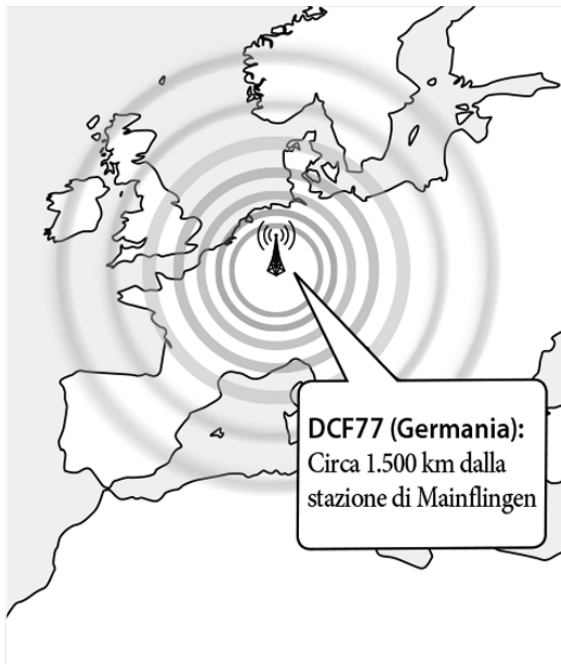 DCF77 (Germania):
Circa 1.500 km dalla
stazione di Mainflingen